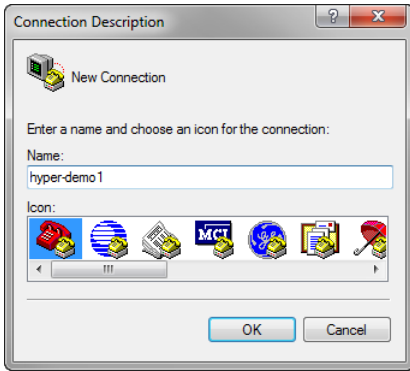 Connection Description
New Connection
Enter a name and choose an icon for the connection:
Name:
hyper-demo1
Icon:
MCI
OK
Cancel